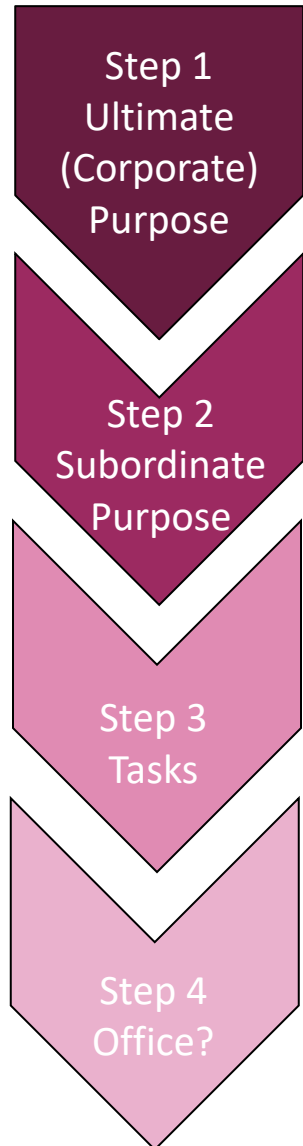 Step 1
Ultimate
(Corporate)
Purpose
Step 2
Subordinate
Purpose
Step 3
Tasks
Step 4
Office?